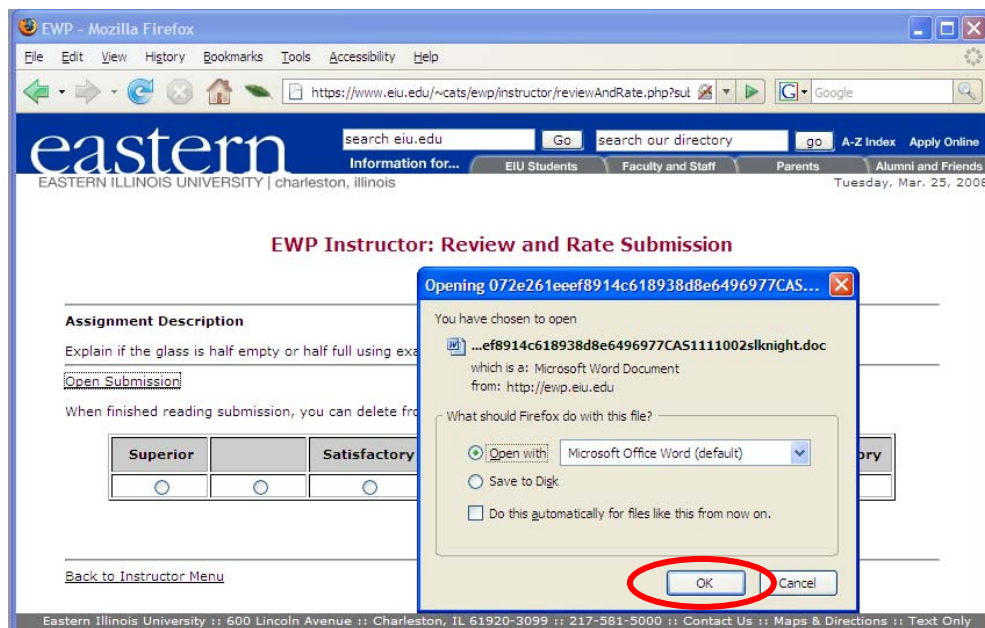 EWP - Mozilla Firefox
File Edit View History Bookmarks Tools Accessibility Help
https://www.eiu.edu/~cats/ewp/instructor/reviewAndRate.php?sul G Google
eastern
search eiu.edu Go search our directory go A-Z Index Apply Online
Information for... EIU Students Faculty and Staff Parents Alumni and Friends
EASTERN ILLINOIS UNIVERSITY | charleston, illinois Tuesday, Mar. 25, 2008
EWP Instructor: Review and Rate Submission
Assignment Description
Explain if the glass is half empty or half full using exa
Open Submission
When finished reading submission, you can delete fro
Superior Satisfactory ory
Back to Instructor Menu
Opening 072e261eeef8914c618938d8e6496977CAS...
You have chosen to open
...ef8914c618938d8e6496977CAS1111002slknight.doc
which is a: Microsoft Word Document
from: http://ewp.eiu.edu
What should Firefox do with this file?
Open with Microsoft Office Word (default)
Save to Disk
Do this automatically for files like this from now on.
OK Cancel
Eastern Illinois University :: 600 Lincoln Avenue :: Charleston, IL 61920-3099 :: 217-581-5000 :: Contact Us :: Maps & Directions :: Text Only